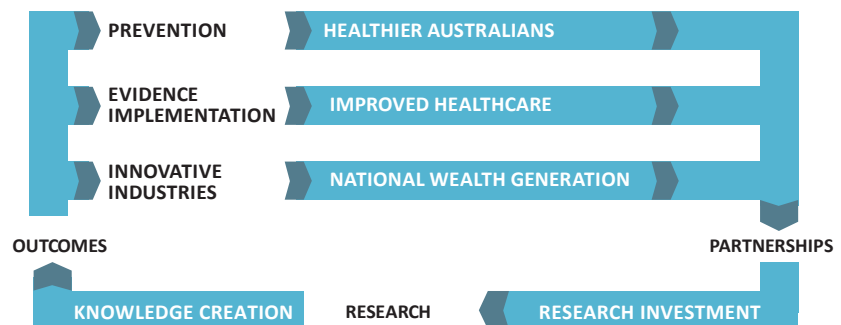 PREVENTION
HEALTHIER AUSTRALIANS
EVIDENCE
IMPLEMENTATION
IMPROVED HEALTHCARE
INNOVATIVE
INDUSTRIES
NATIONAL WEALTH GENERATION
OUTCOMES
PARTNERSHIPS
KNOWLEDGE CREATION
RESEARCH
RESEARCH INVESTMENT